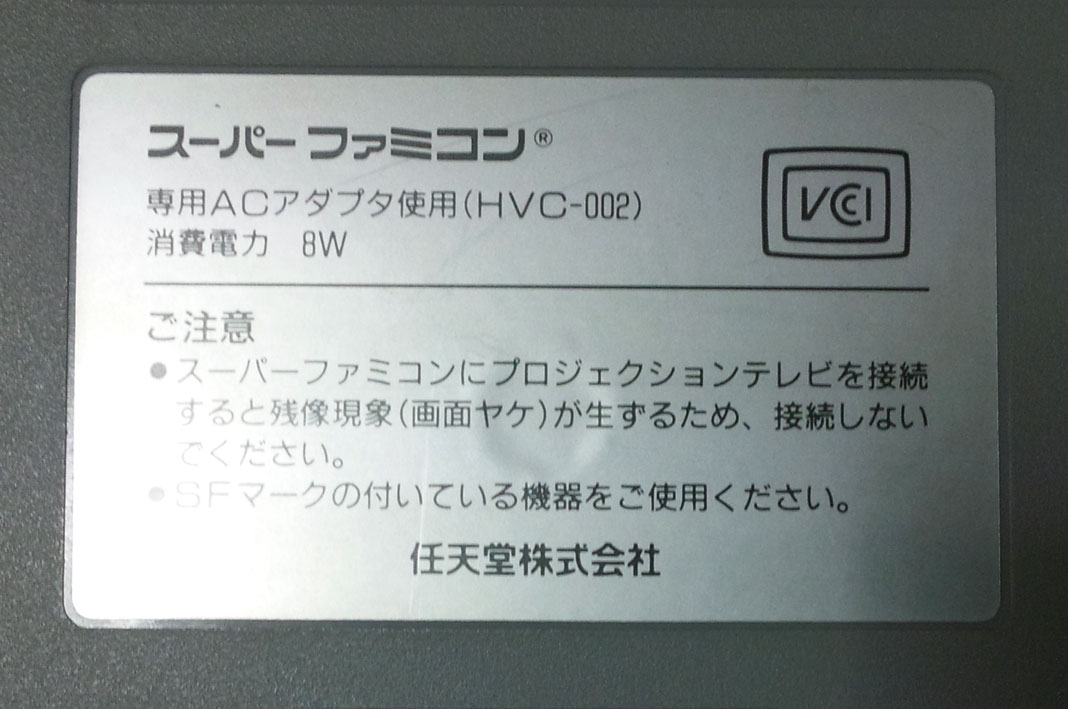 スーパーファミコン®
専用ACアダプタ使用(HVC-002)
消費電力 8W
VCCI
ご注意
●スーパーファミコンにプロジェクションテレビを接続
すると残像現象(画面ヤケ)が生ずるため、接続しない
でください。
●SFマークの付いている機器をご使用ください。
任天堂株式会社